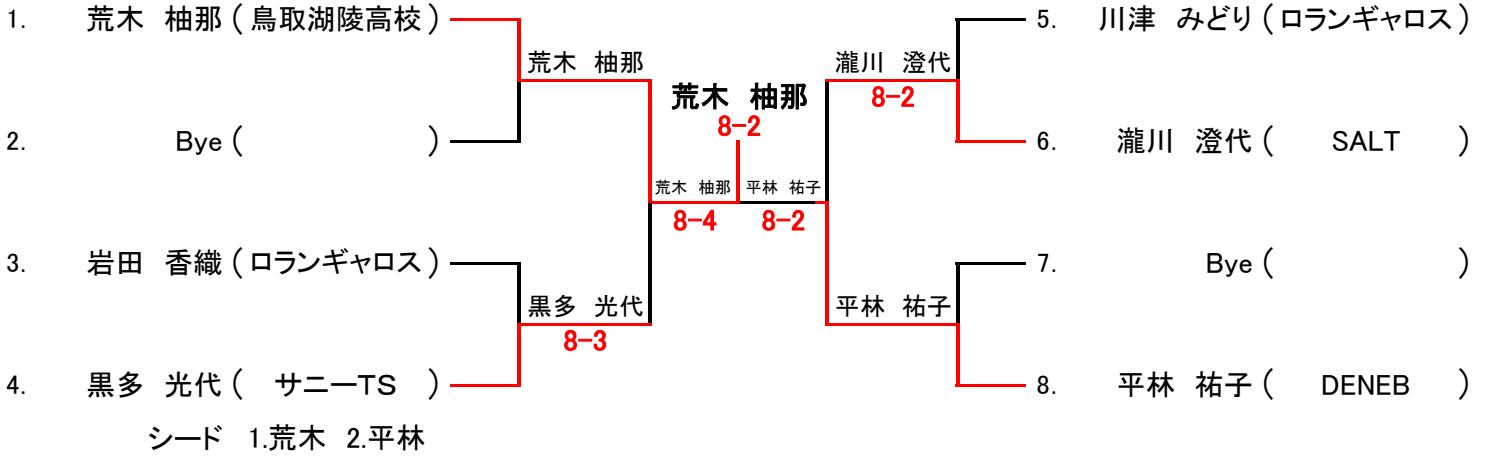 1. 荒木 柚那 ( 鳥取湖陵高校 )
5. 川津 みどり ( ロランギャロス )
荒木 柚那
瀧川 澄代
荒木 柚那
8-2
8-2
2. Bye ( )
6. 瀧川 澄代 ( SALT )
荒木 柚那
平林 祐子
8-4
8-2
3. 岩田 香織 ( ロランギャロス )
7. Bye ( )
黒多 光代
平林 祐子
8-3
4. 黒多 光代 ( サニーTS )
8. 平林 祐子 ( DENEB )
シード 1.荒木 2.平林